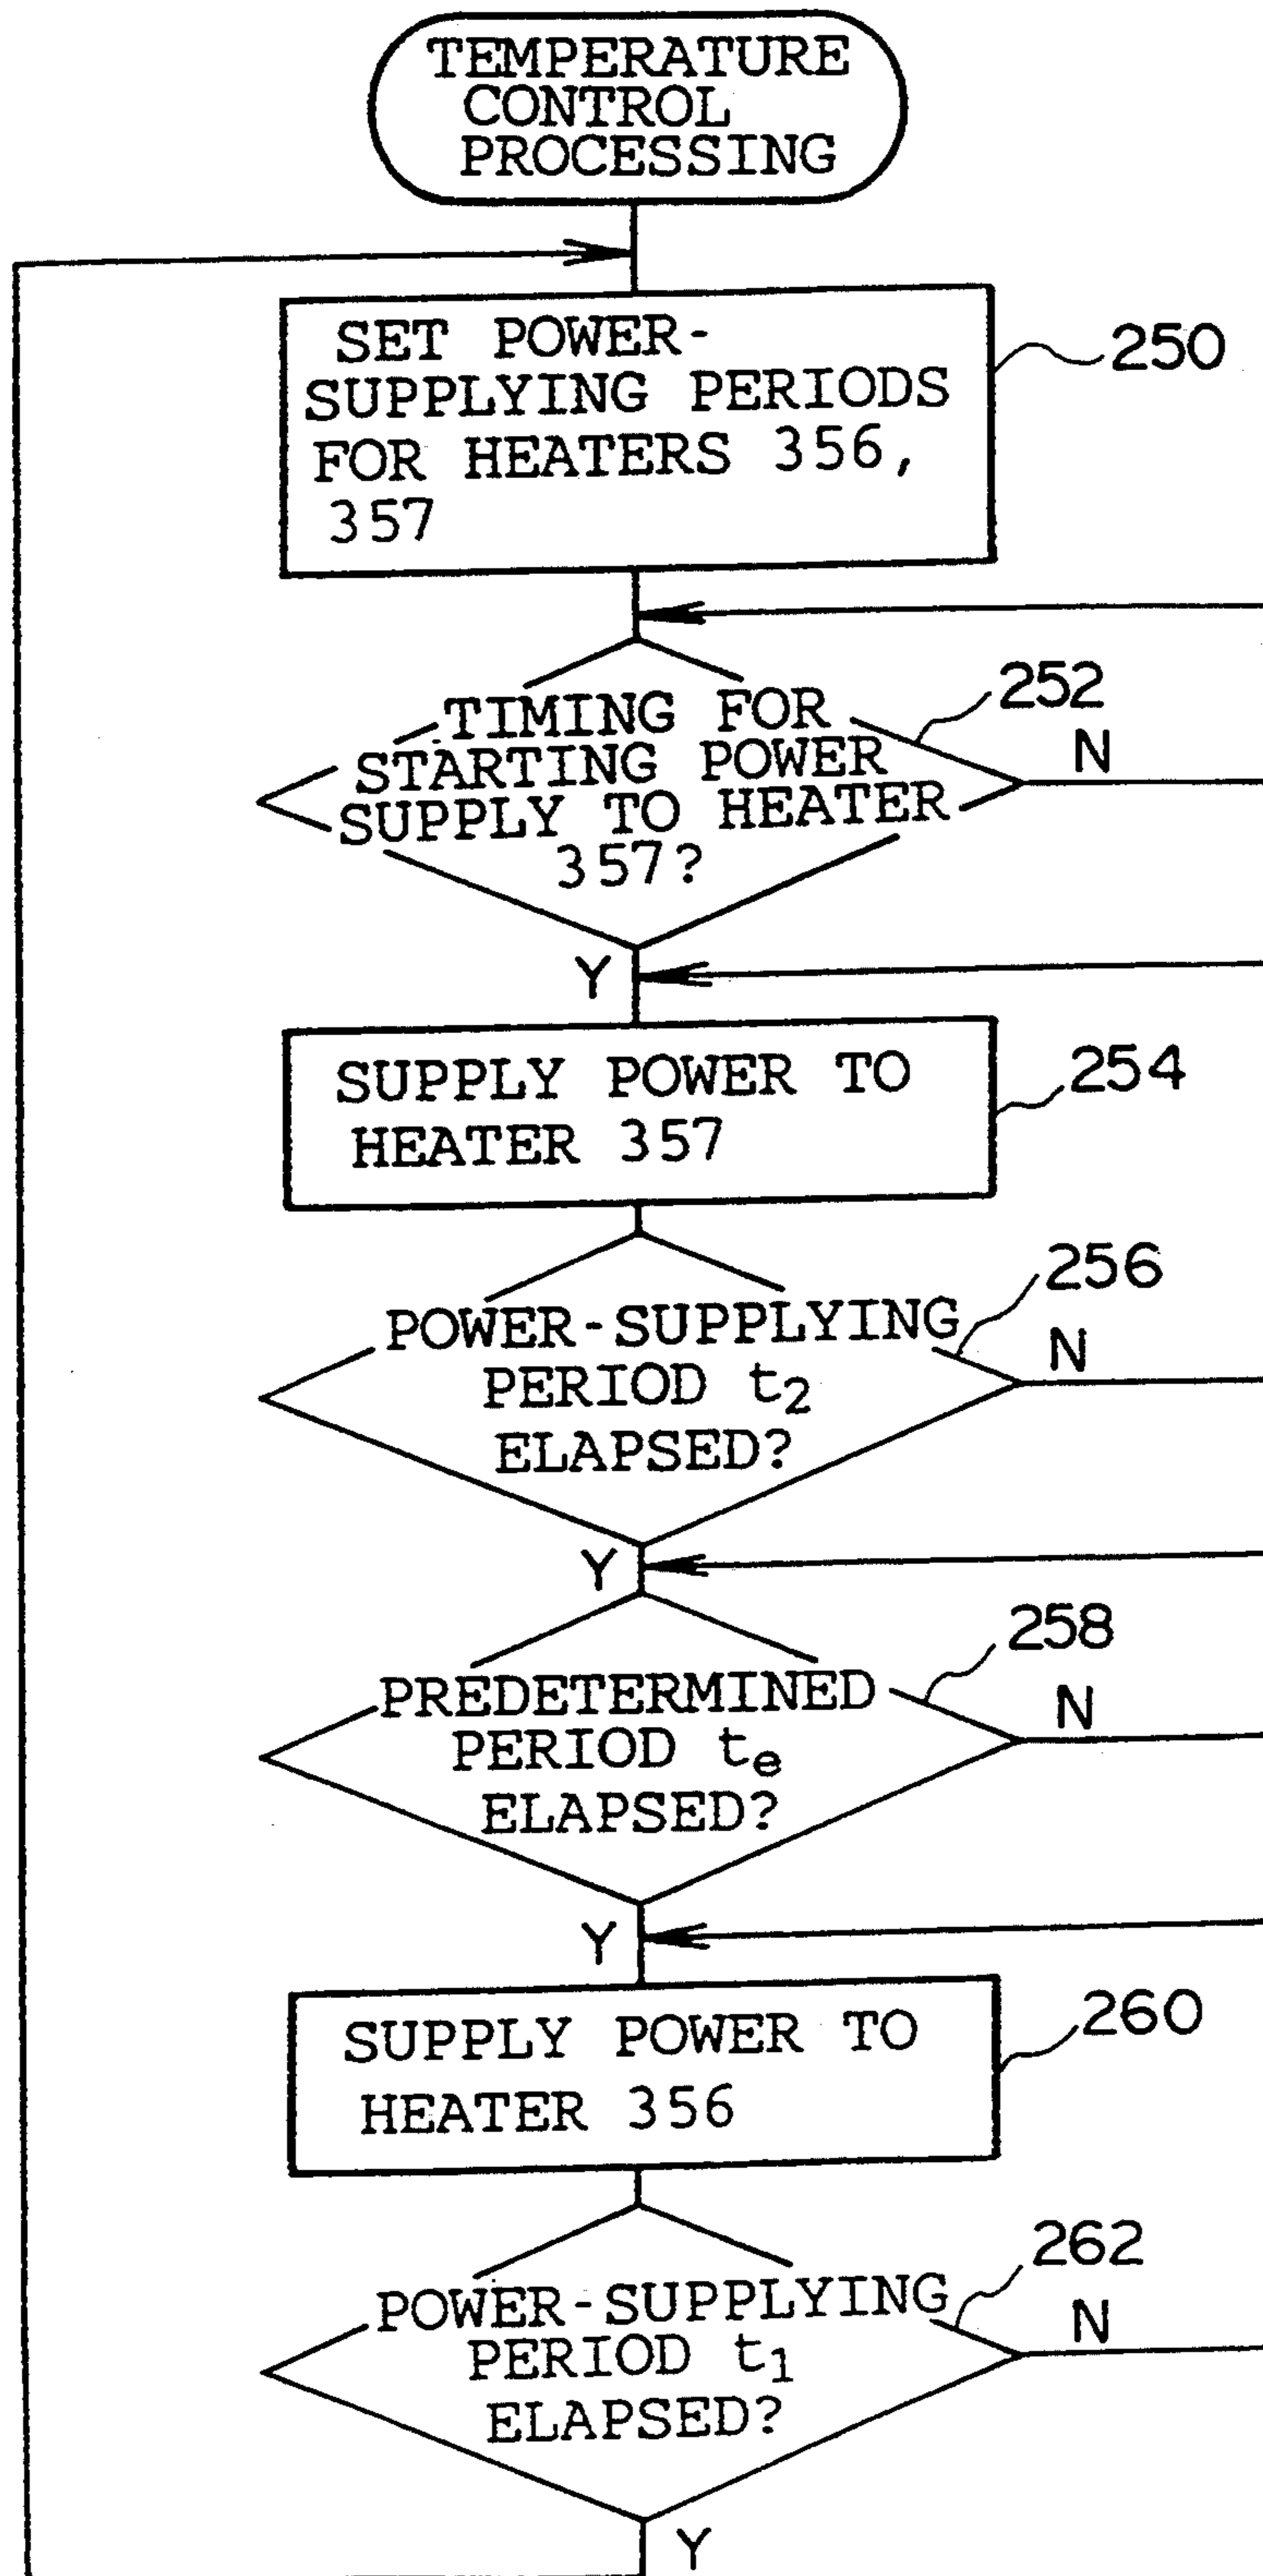 TEMPERATURE
CONTROL
PROCESSING
SET POWER-
SUPPLYING PERIODS
FOR HEATERS 356,
357
250
TIMING FOR
STARTING POWER
SUPPLY TO HEATER
357?
252
N
Y
SUPPLY POWER TO
HEATER 357
254
POWER-SUPPLYING
PERIOD t2
ELAPSED?
256
N
Y
PREDETERMINED
PERIOD te
ELAPSED?
258
N
Y
SUPPLY POWER TO
HEATER 356
260
POWER-SUPPLYING
PERIOD t1
ELAPSED?
262
N
Y